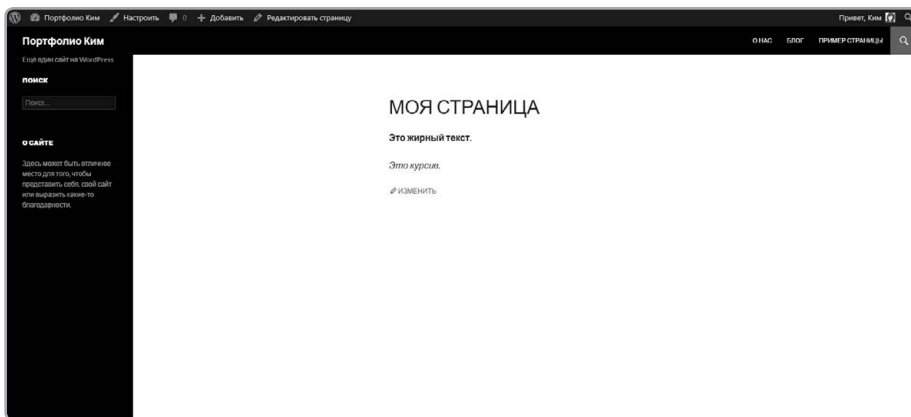 Портфолио Ким Настроить 0 Добавить Редактировать страницу Привет, Ким
Портфолио Ким О НАС БЛОГ ПРИМЕР СТРАНИЦЫ
Ещё один сайт на WordPress
ПОИСК
Поиск...
МОЯ СТРАНИЦА
Это жирный текст.
О САЙТЕ
Здесь может быть отличное
место для того, чтобы
представить себя, свой сайт
или выразить какие-то
благодарности.
Это курсив.
ИЗМЕНИТЬ